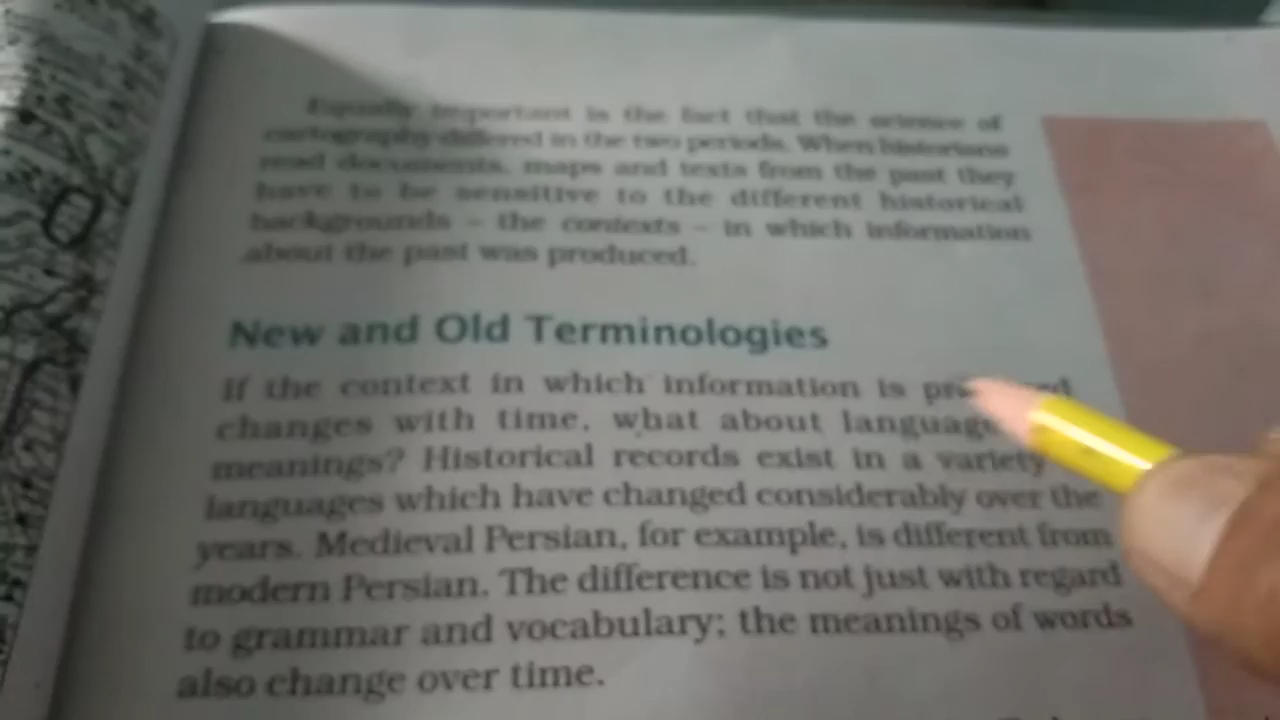 Equally important is the fact that the science of
cartography differed in the two periods. When historians
read documents, maps and texts from the past they
have to be sensitive to the different historical
backgrounds – the contexts – in which information
about the past was produced.
New and Old Terminologies
If the context in which information is
changes with time, what about
meanings? Historical records exist in a variety
languages which have changed considerably over the
years. Medieval Persian, for example, is different from
modern Persian. The difference is not just with regard
to grammar and vocabulary; the meanings of words
also change over time.